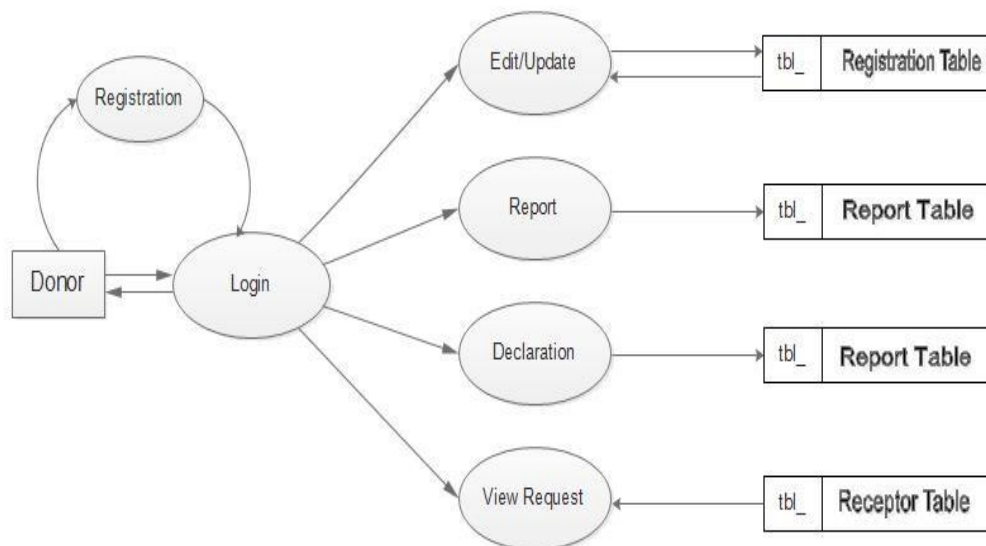 Edit/Update
tbl_ Registration Table
Registration
Report
tbl_ Report Table
Donor
Login
Declaration
tbl_ Report Table
View Request
tbl_ Receptor Table